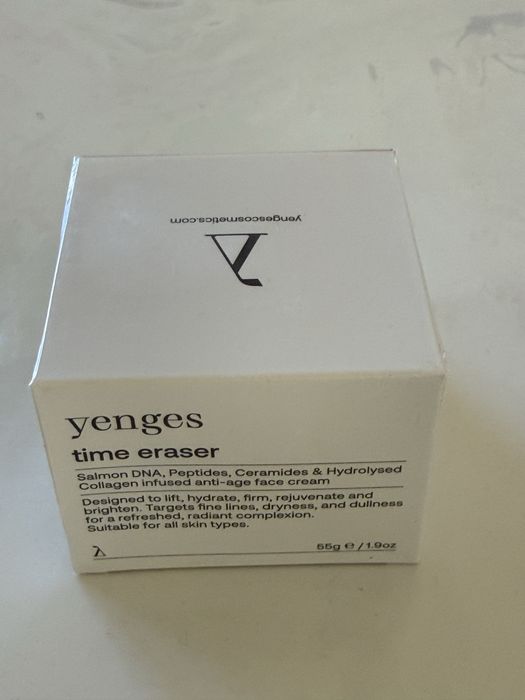 yengescosmetics.com
yenges
time eraser
Salmon DNA, Peptides, Ceramides & Hydrolysed
Collagen infused anti-age face cream
Designed to lift, hydrate, firm, rejuvenate and
brighten. Targets fine lines, dryness, and dullness
for a refreshed, radiant complexion.
Suitable for all skin types.
55g ℮ / 1.9oz